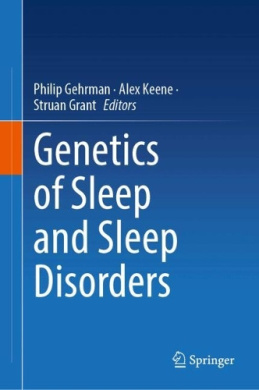 Philip Gehrman · Alex Keene ·
Struan Grant Editors
Genetics
of Sleep
and Sleep
Disorders
Springer